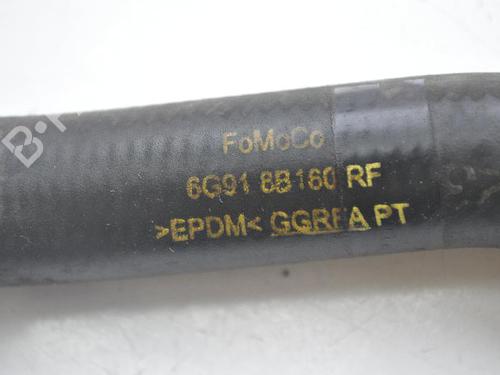 FoMoCo
6G91 8B160 RF
>EPDM< GGRFA PT